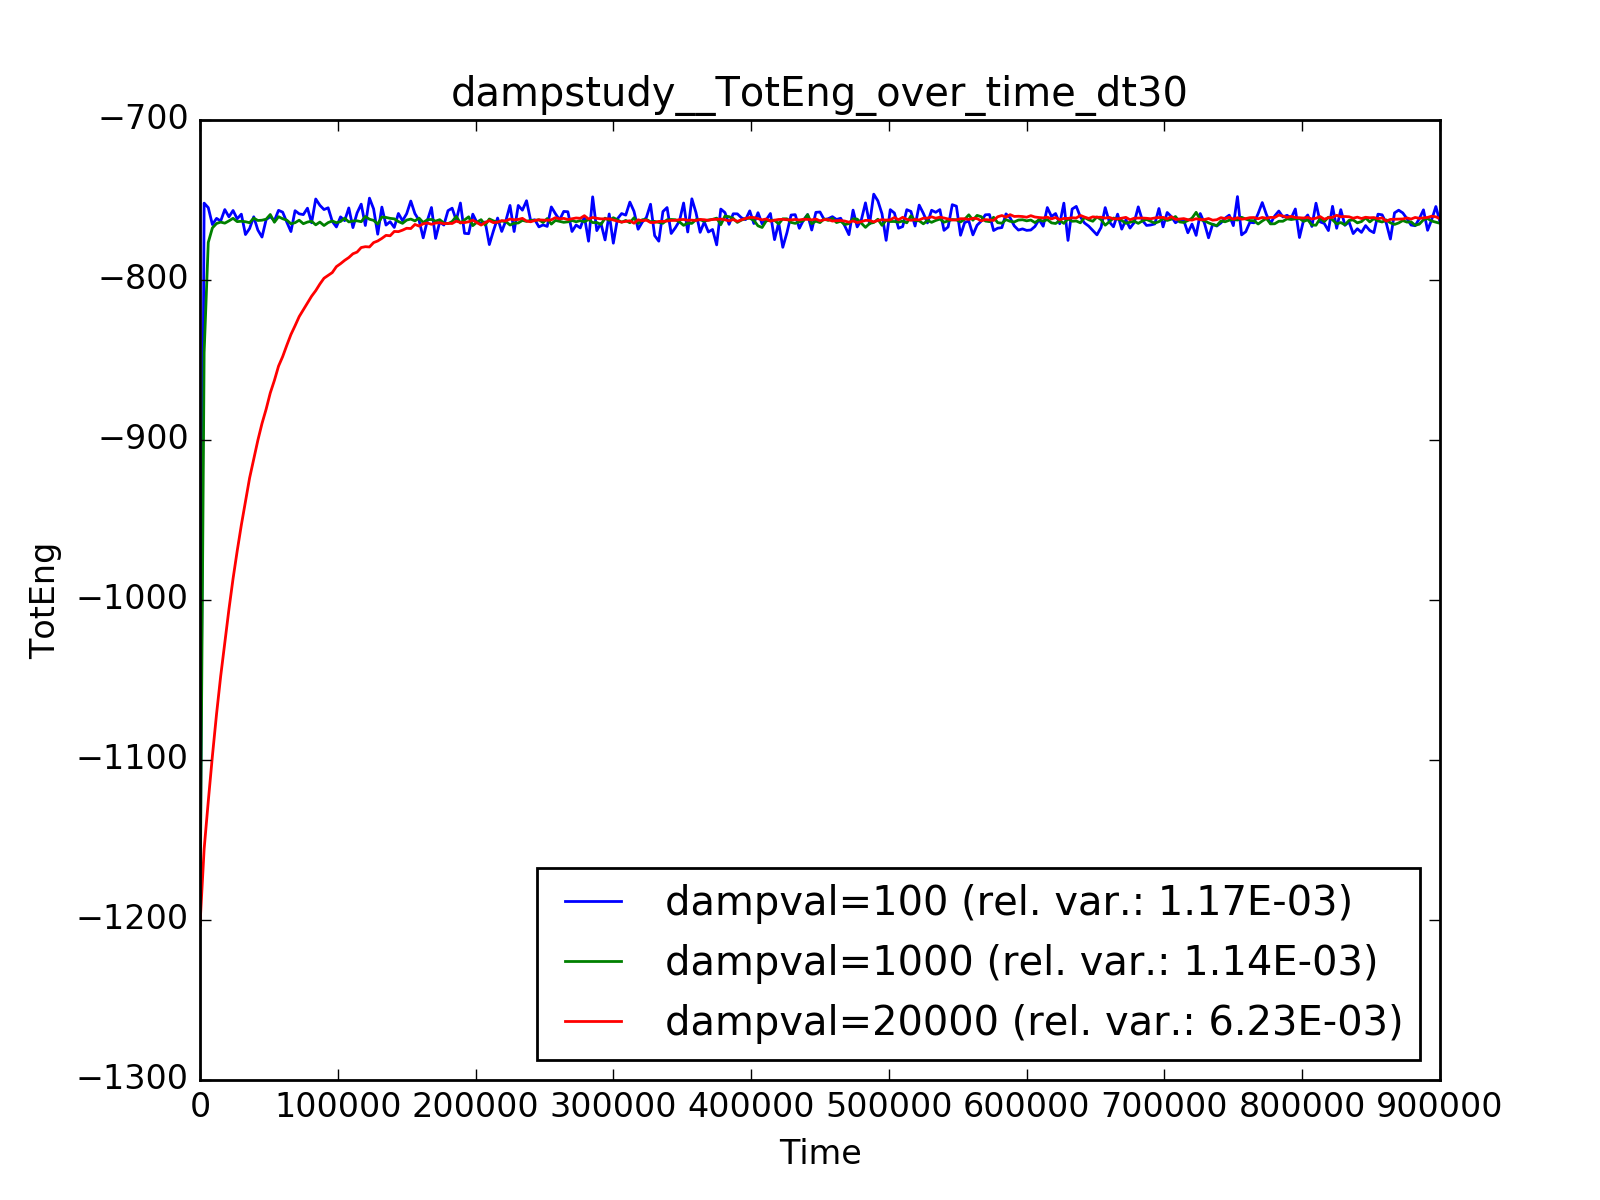 dampstudy__TotEng_over_time_dt30
−700
−800
−900
−1000
−1100
−1200
−1300
TotEng
dampval=100 (rel. var.: 1.17E-03)
dampval=1000 (rel. var.: 1.14E-03)
dampval=20000 (rel. var.: 6.23E-03)
0 100000 200000 300000 400000 500000 600000 700000 800000 900000
Time